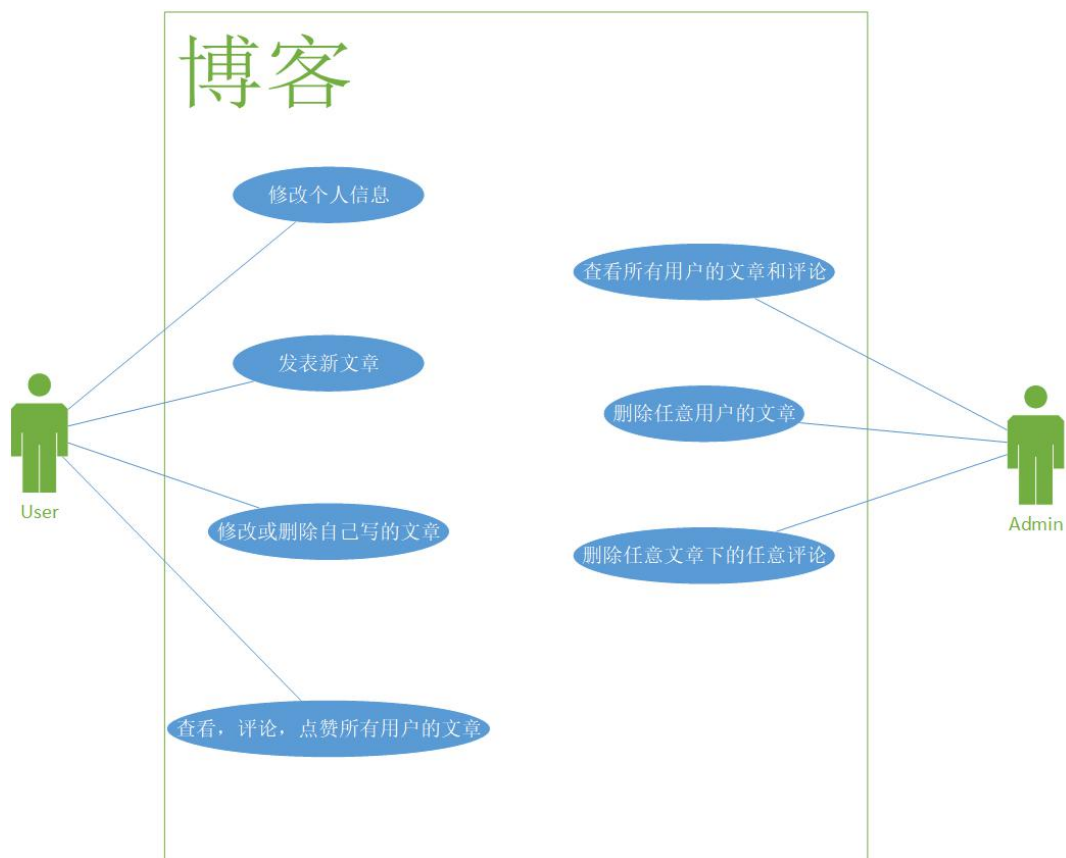 博客
修改个人信息
查看所有用户的文章和评论
发表新文章
删除任意用户的文章
User
Admin
修改或删除自己写的文章
删除任意文章下的任意评论
查看，评论，点赞所有用户的文章